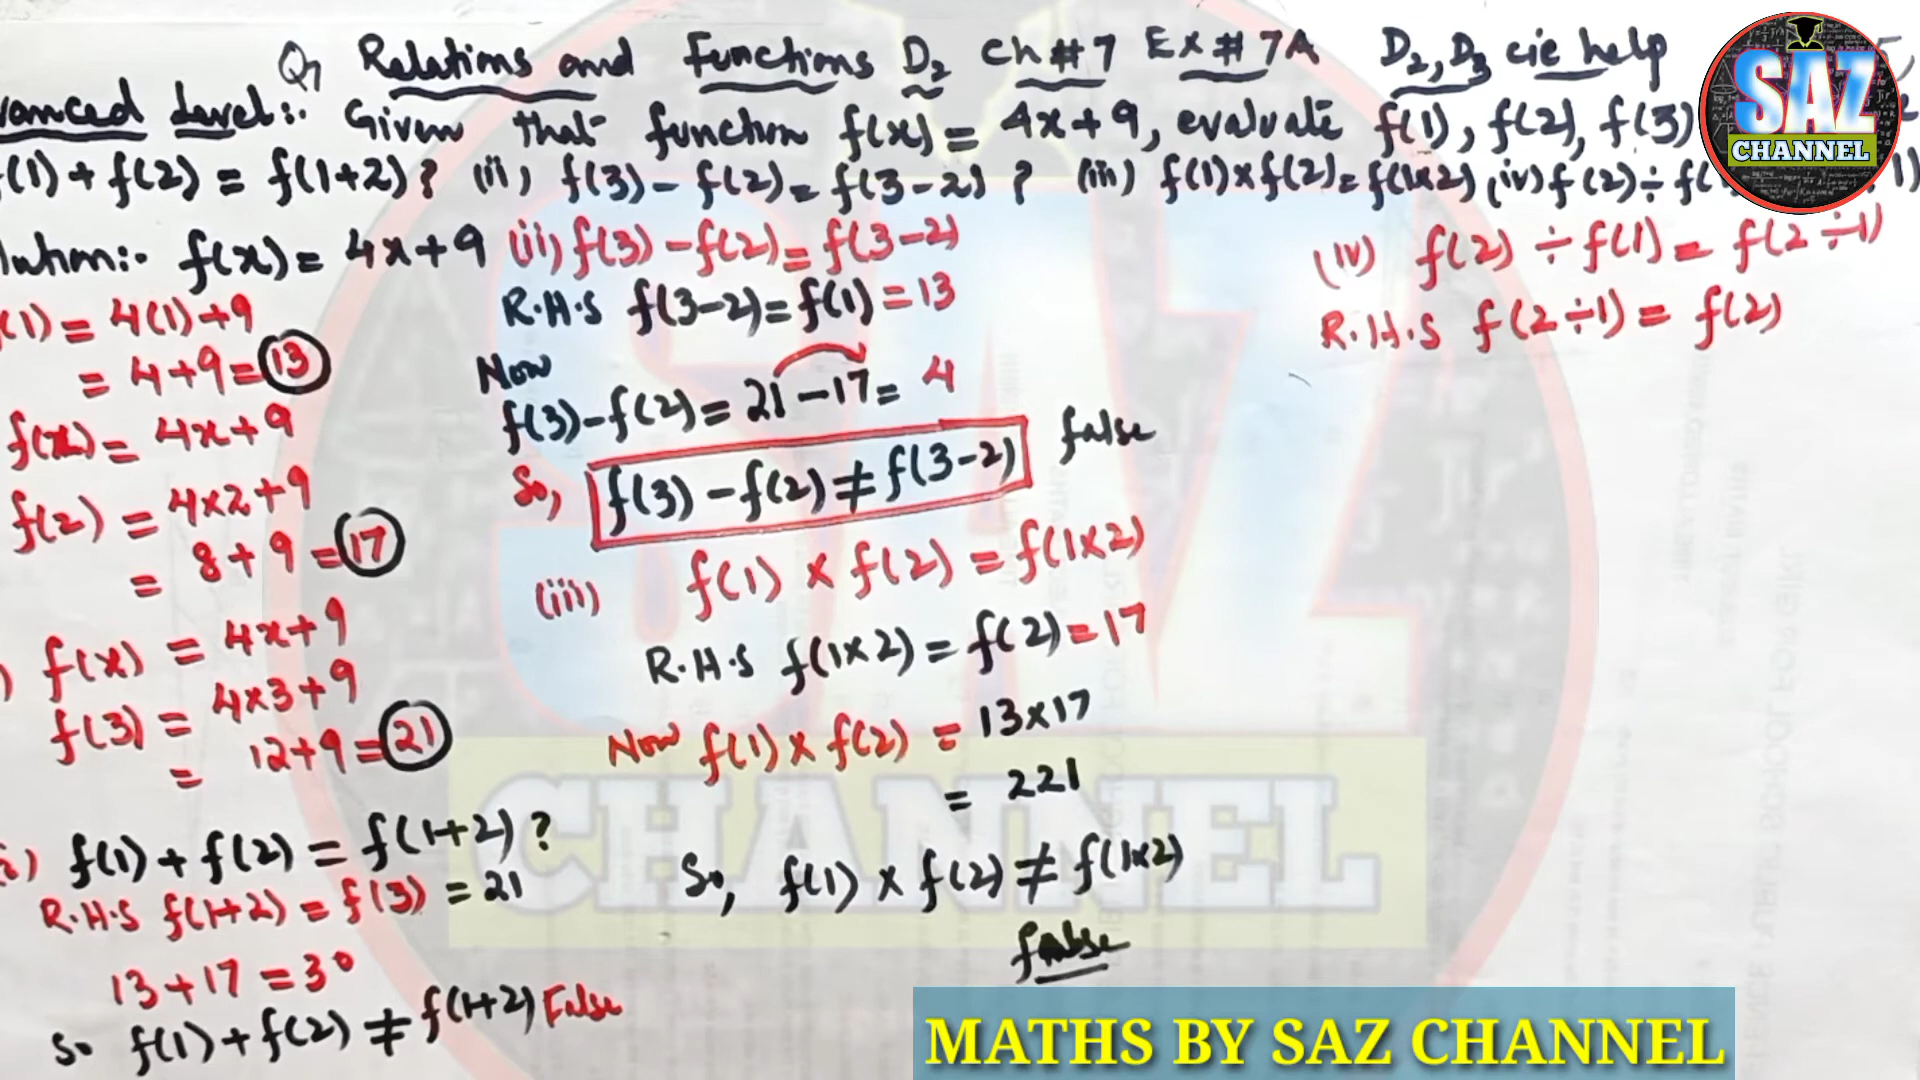 Q1 Relations and Functions D2 Ch#7 Ex#7A D2,D3 cie help
vanced Level:- Given that function f(x) = 4x+9, evaluate f(1), f(2), f(3)
(1)+f(2) = f(1+2)? (ii) f(3)-f(2)=f(3-2)? (iii) f(1)×f(2)=f(1×2) (iv) f(2)÷f(
SAZ
CHANNEL
lution:- f(x) = 4x+9
(1) = 4(1)+9
= 4+9=13
f(x) = 4x+9
f(2) = 4×2+9
= 8+9=17
) f(x) = 4x+9
f(3) = 4×3+9
= 12+9=21
i) f(1)+f(2) = f(1+2)?
R.H.S f(1+2) = f(3) = 21
13+17=30
So f(1)+f(2) ≠ f(1+2) False
(ii) f(3)-f(2)=f(3-2)
R.H.S f(3-2)=f(1)=13
Now
f(3)-f(2)=21-17=4
So, f(3)-f(2)≠f(3-2) false
(iii) f(1)×f(2)=f(1×2)
R.H.S f(1×2)=f(2)=17
Now f(1)×f(2) = 13×17
= 221
So, f(1)×f(2)≠f(1×2)
false
(iv) f(2)÷f(1)=f(2÷1)
R.H.S f(2÷1)=f(2)
SAZ
CHANNEL
MATHS BY SAZ CHANNEL